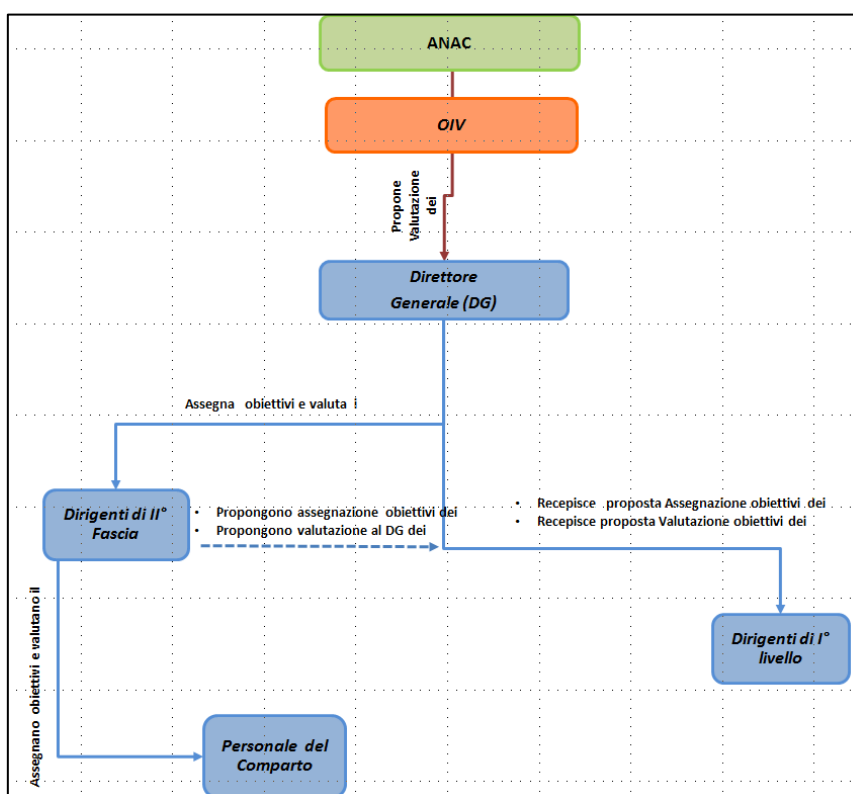 ANAC
OIV
Propone
Valutazione
dei
Direttore
Generale (DG)
Assegna obiettivi e valuta i
Dirigenti di II°
Fascia
• Propongono assegnazione obiettivi dei
• Propongono valutazione al DG dei
• Recepisce proposta Assegnazione obiettivi dei
• Recepisce proposta Valutazione obiettivi dei
Dirigenti di I°
livello
Assegnano obiettivi e valutano il
Personale del
Comparto